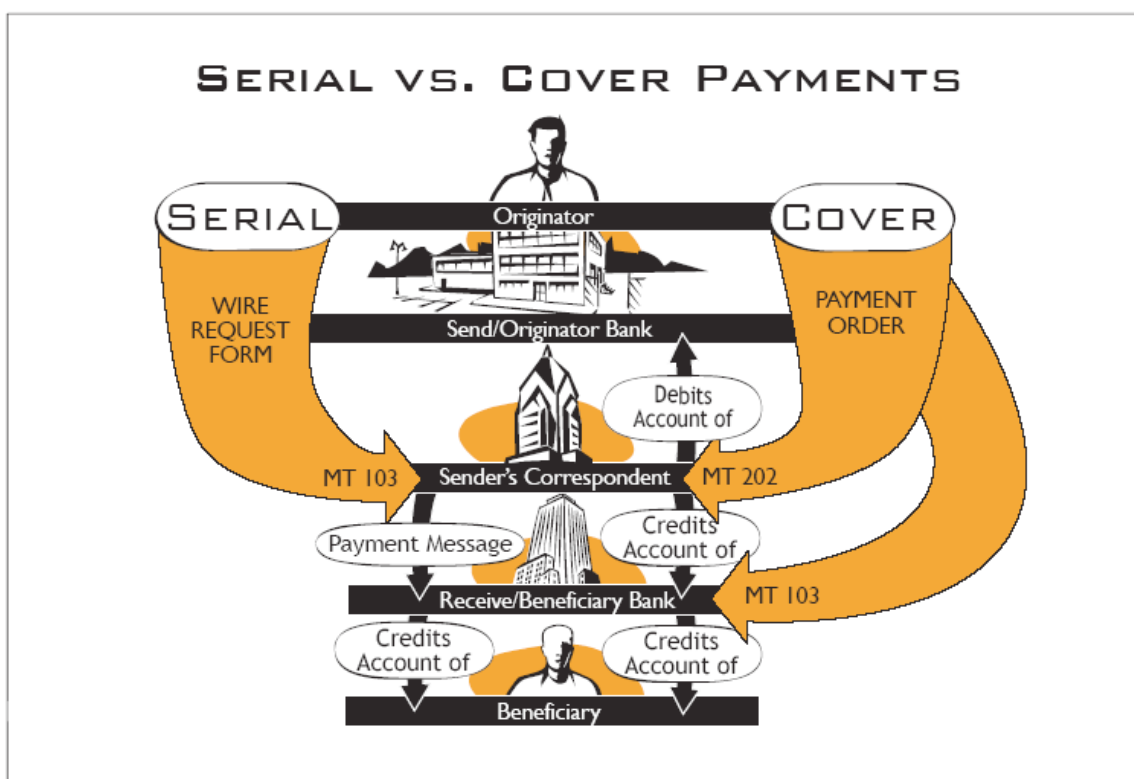 SERIAL VS. COVER PAYMENTS
SERIAL
Originator
COVER
WIRE
REQUEST
FORM
PAYMENT
ORDER
Send/Originator Bank
Debits
Account of
MT 103
Sender's Correspondent
MT 202
Payment Message
Credits
Account of
Receive/Beneficiary Bank
MT 103
Credits
Account of
Credits
Account of
Beneficiary